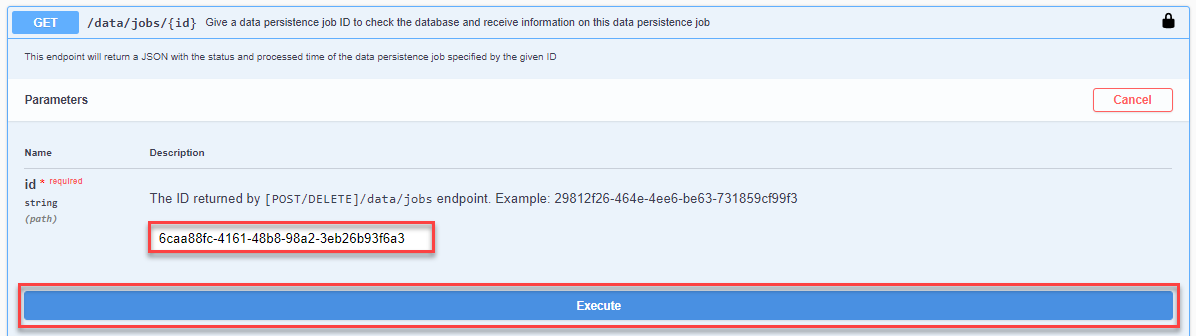 GET /data/jobs/{id} Give a data persistence job ID to check the database and receive information on this data persistence job
This endpoint will return a JSON with the status and processed time of the data persistence job specified by the given ID
Parameters Cancel
Name Description
id * required
string
(path)
The ID returned by [POST/DELETE]/data/jobs endpoint. Example: 29812f26-464e-4ee6-be63-731859cf99f3
6caa88fc-4161-48b8-98a2-3eb26b93f6a3
Execute